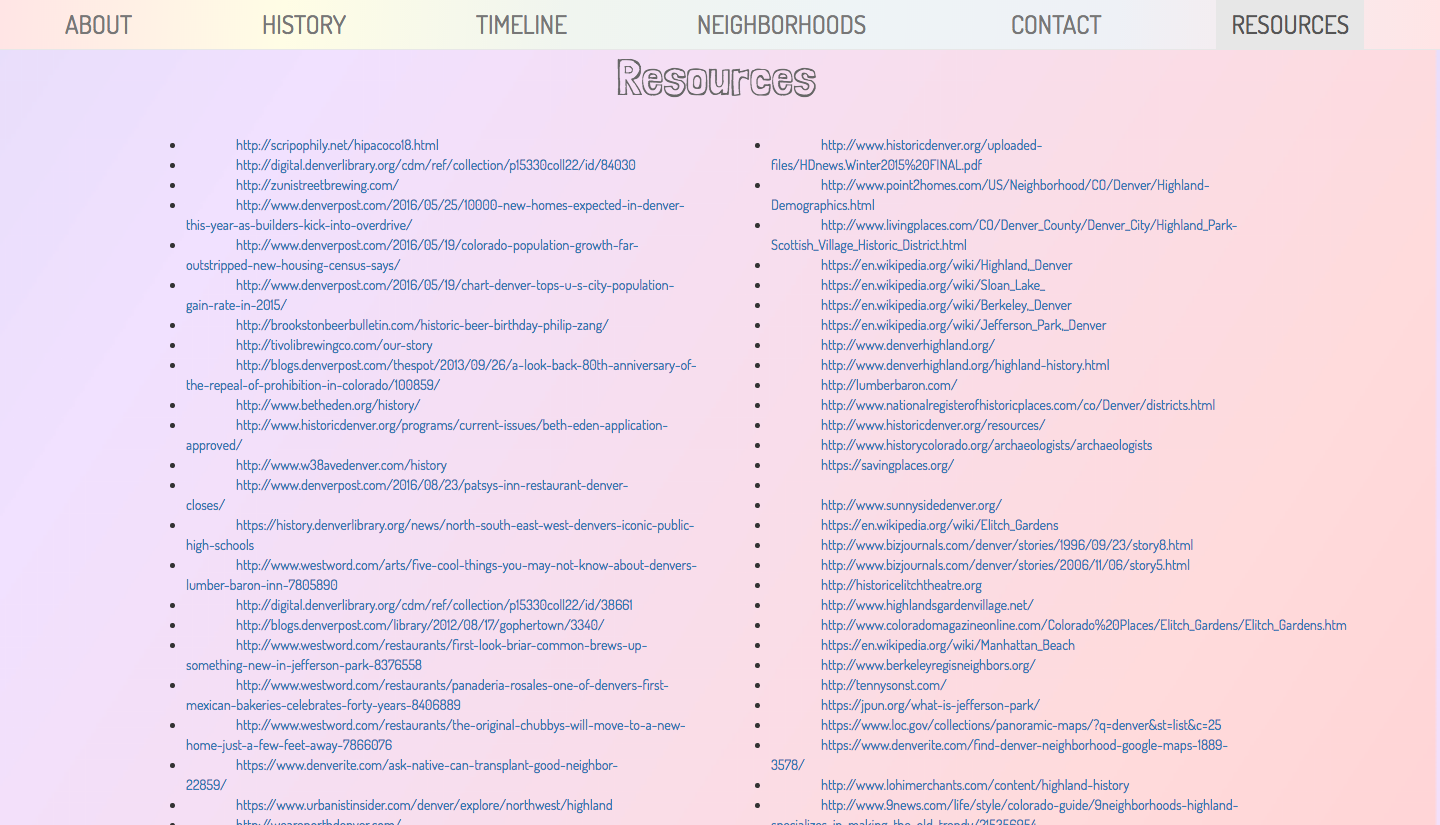 ABOUT HISTORY TIMELINE NEIGHBORHOODS CONTACT RESOURCES
Resources
http://scripophily.net/hipacoco18.html
http://digital.denverlibrary.org/cdm/ref/collection/p15330coll22/id/84030
http://zunistreetbrewing.com/
http://www.denverpost.com/2016/05/25/10000-new-homes-expected-in-denver-
this-year-as-builders-kick-into-overdrive/
http://www.denverpost.com/2016/05/19/colorado-population-growth-far-
outstripped-new-housing-census-says/
http://www.denverpost.com/2016/05/19/chart-denver-tops-u-s-city-population-
gain-rate-in-2015/
http://brookstonbeerbulletin.com/historic-beer-birthday-philip-zang/
http://tivolibrewingco.com/our-story
http://blogs.denverpost.com/thespot/2013/09/26/a-look-back-80th-anniversary-of-
the-repeal-of-prohibition-in-colorado/100859/
http://www.betheden.org/history/
http://www.historicdenver.org/programs/current-issues/beth-eden-application-
approved/
http://www.w38avedenver.com/history
http://www.denverpost.com/2016/08/23/patsys-inn-restaurant-denver-
closes/
https://history.denverlibrary.org/news/north-south-east-west-denvers-iconic-public-
high-schools
http://www.westword.com/arts/five-cool-things-you-may-not-know-about-denvers-
lumber-baron-inn-7805890
http://digital.denverlibrary.org/cdm/ref/collection/p15330coll22/id/38661
http://blogs.denverpost.com/library/2012/08/17/gophertown/3340/
http://www.westword.com/restaurants/first-look-briar-common-brews-up-
something-new-in-jefferson-park-8376558
http://www.westword.com/restaurants/panaderia-rosales-one-of-denvers-first-
mexican-bakeries-celebrates-forty-years-8406889
http://www.westword.com/restaurants/the-original-chubbys-will-move-to-a-new-
home-just-a-few-feet-away-7866076
https://www.denverite.com/ask-native-can-transplant-good-neighbor-
22859/
https://www.urbanistinsider.com/denver/explore/northwest/highland
http://wearenorthdenver.com/
http://www.historicdenver.org/uploaded-
files/HDnews.Winter2015%20FINAL.pdf
http://www.point2homes.com/US/Neighborhood/CO/Denver/Highland-
Demographics.html
http://www.livingplaces.com/CO/Denver_County/Denver_City/Highland_Park-
Scottish_Village_Historic_District.html
https://en.wikipedia.org/wiki/Highland,_Denver
https://en.wikipedia.org/wiki/Sloan_Lake_
https://en.wikipedia.org/wiki/Berkeley,_Denver
https://en.wikipedia.org/wiki/Jefferson_Park,_Denver
http://www.denverhighland.org/
http://www.denverhighland.org/highland-history.html
http://lumberbaron.com/
http://www.nationalregisterofhistoricplaces.com/co/Denver/districts.html
http://www.historicdenver.org/resources/
http://www.historycolorado.org/archaeologists/archaeologists
https://savingplaces.org/
http://www.sunnysidedenver.org/
https://en.wikipedia.org/wiki/Elitch_Gardens
http://www.bizjournals.com/denver/stories/1996/09/23/story8.html
http://www.bizjournals.com/denver/stories/2006/11/06/story5.html
http://historicelitchtheatre.org
http://www.highlandsgardenvillage.net/
http://www.coloradomagazineonline.com/Colorado%20Places/Elitch_Gardens/Elitch_Gardens.htm
https://en.wikipedia.org/wiki/Manhattan_Beach
http://www.berkeleyregisneighbors.org/
http://tennysonst.com/
https://jpun.org/what-is-jefferson-park/
https://www.loc.gov/collections/panoramic-maps/?q=denver&st=list&c=25
https://www.denverite.com/find-denver-neighborhood-google-maps-1889-
3578/
http://www.lohimerchants.com/content/highland-history
http://www.9news.com/life/style/colorado-guide/9neighborhoods-highland-
specializes-in-making-the-old-trendy/215356954